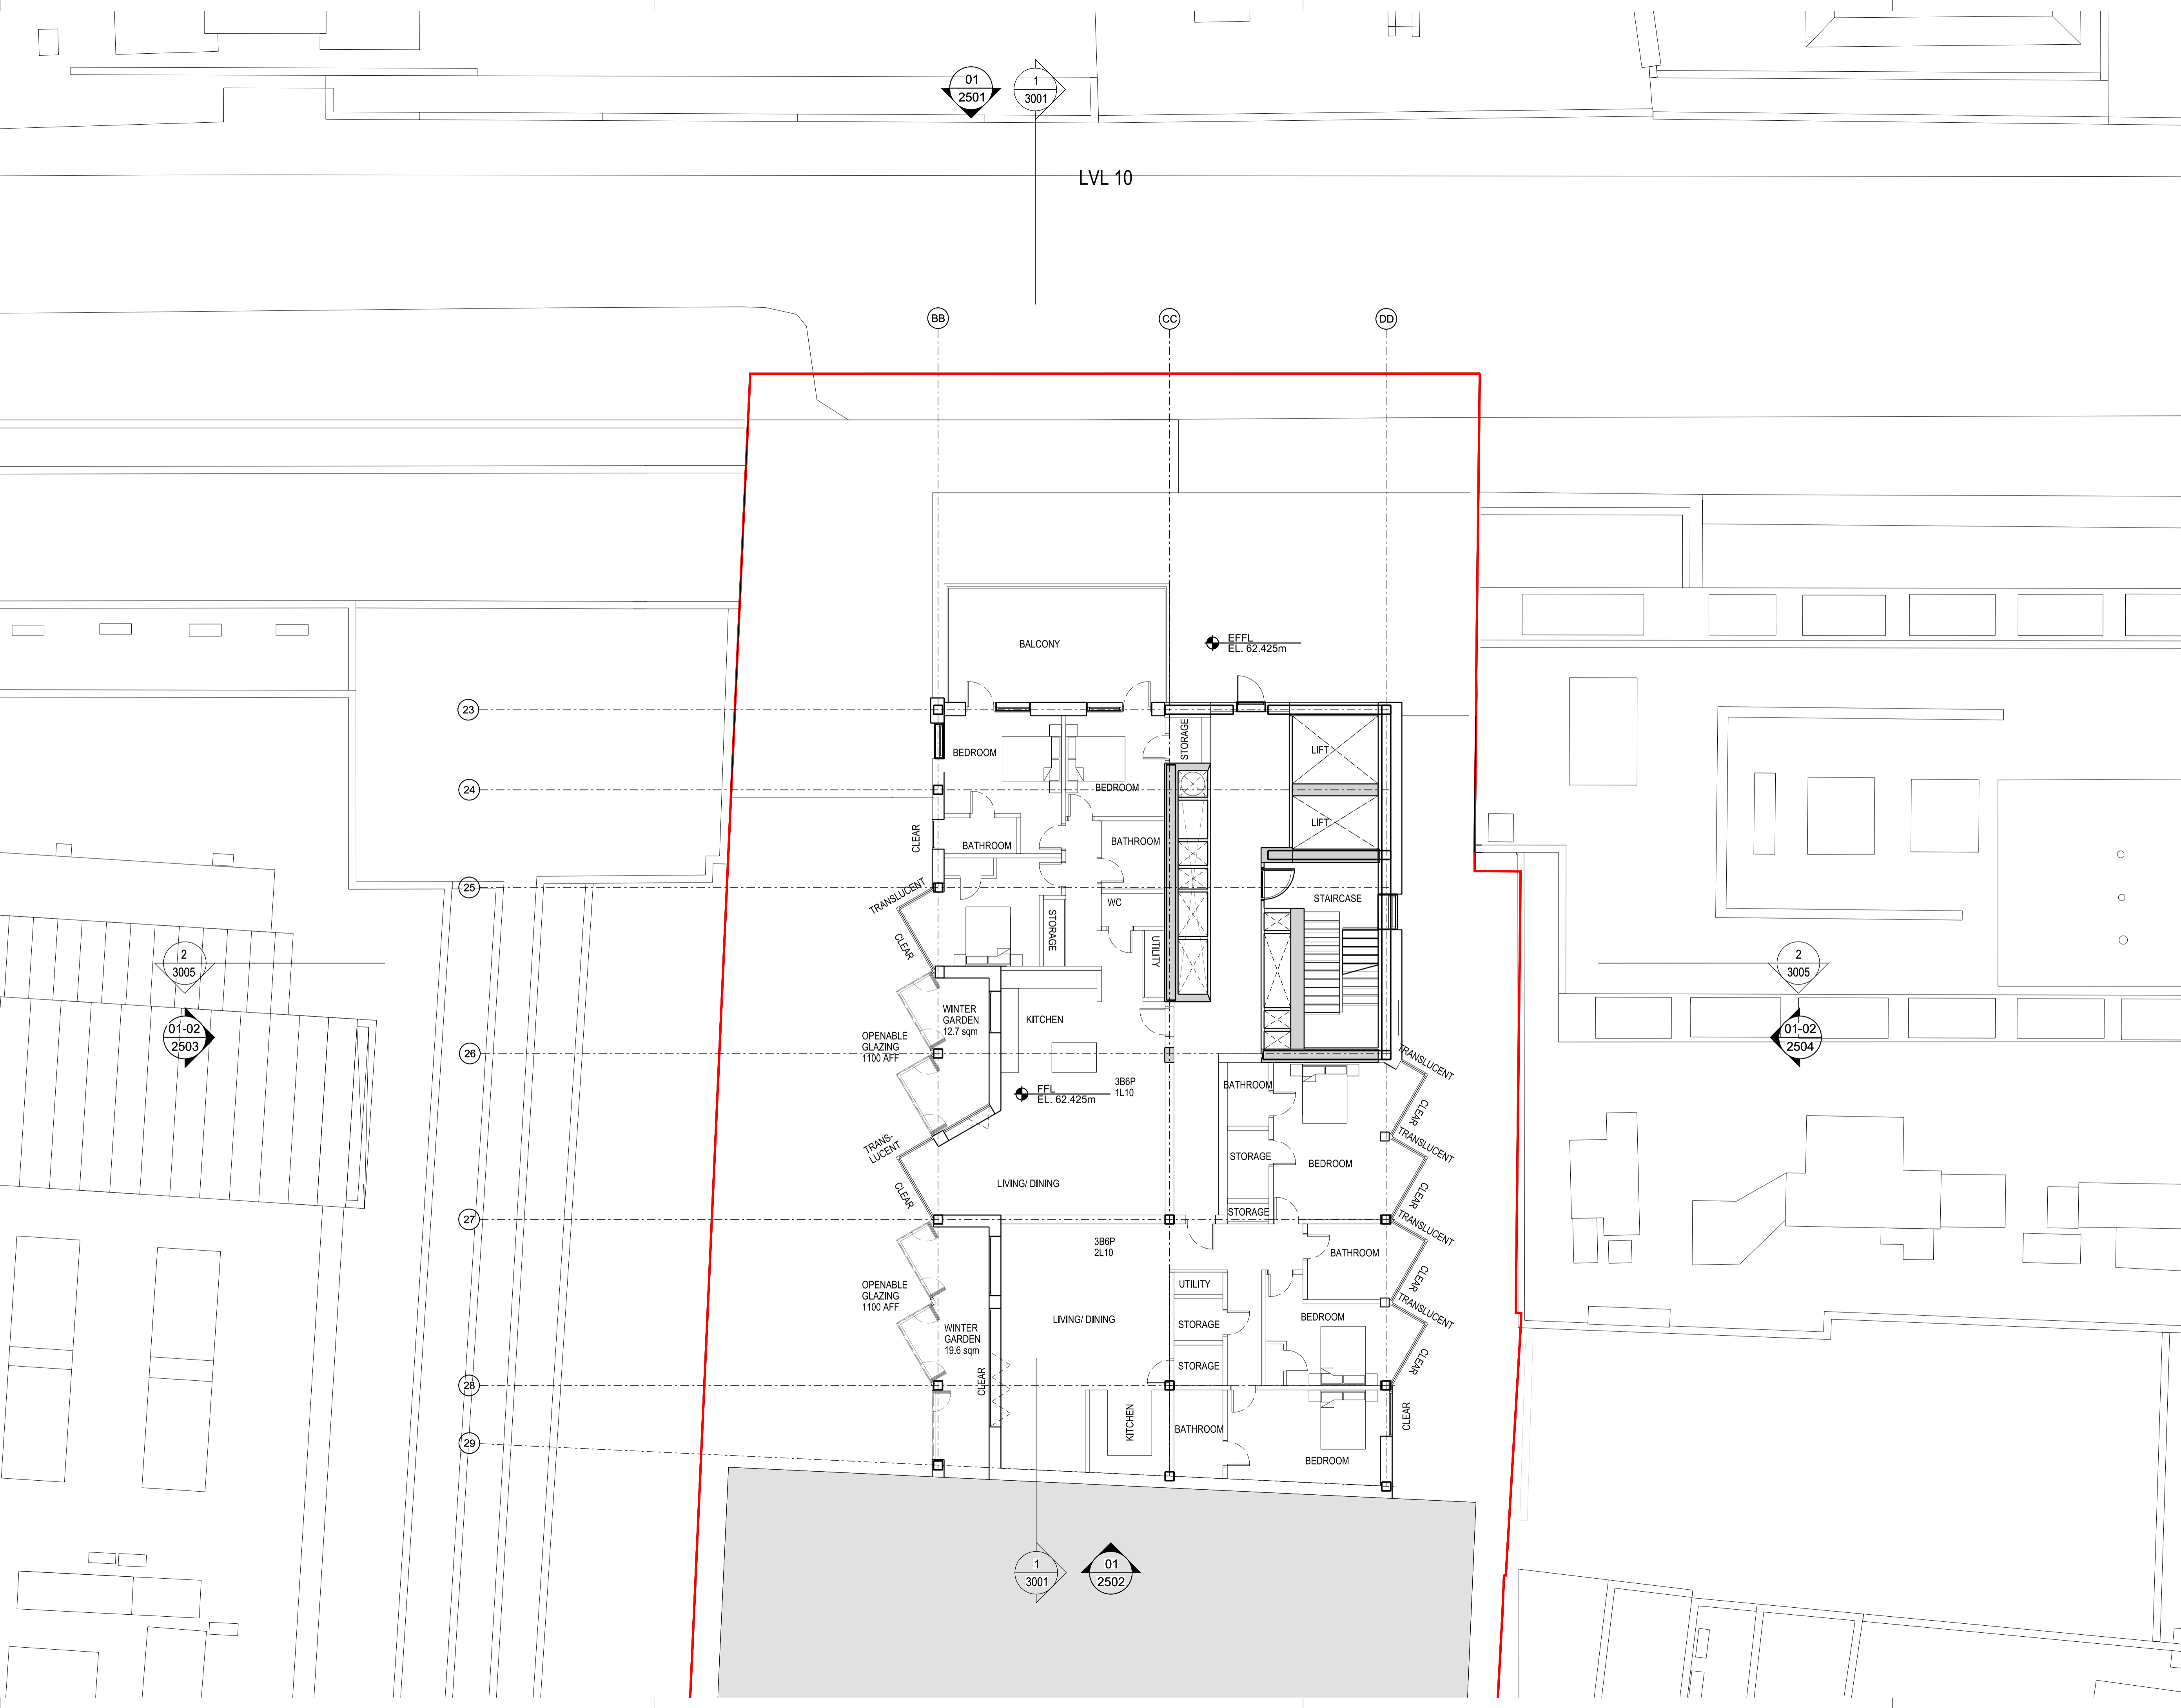 01
2501
1
3001
LVL 10
BB
CC
DD
BALCONY
EFFL
EL. 62.425m
23
STORAGE
BEDROOM
LIFT
24
BEDROOM
LIFT
CLEAR
BATHROOM
BATHROOM
25
TRANSLUCENT
WC
STAIRCASE
STORAGE
CLEAR
UTILITY
2
3005
2
3005
WINTER
GARDEN
12.7 sqm
KITCHEN
01-02
2503
OPENABLE
GLAZING
1100 AFF
01-02
2504
26
TRANSLUCENT
FFL
EL. 62.425m
3B6P
1L10
BATHROOM
CLEAR
TRANS-
LUCENT
TRANSLUCENT
STORAGE
BEDROOM
LIVING/ DINING
CLEAR
CLEAR
27
STORAGE
TRANSLUCENT
3B6P
2L10
BATHROOM
OPENABLE
GLAZING
1100 AFF
UTILITY
CLEAR
TRANSLUCENT
WINTER
GARDEN
19.6 sqm
LIVING/ DINING
STORAGE
BEDROOM
STORAGE
CLEAR
CLEAR
28
KITCHEN
BATHROOM
CLEAR
29
BEDROOM
1
3001
01
2502